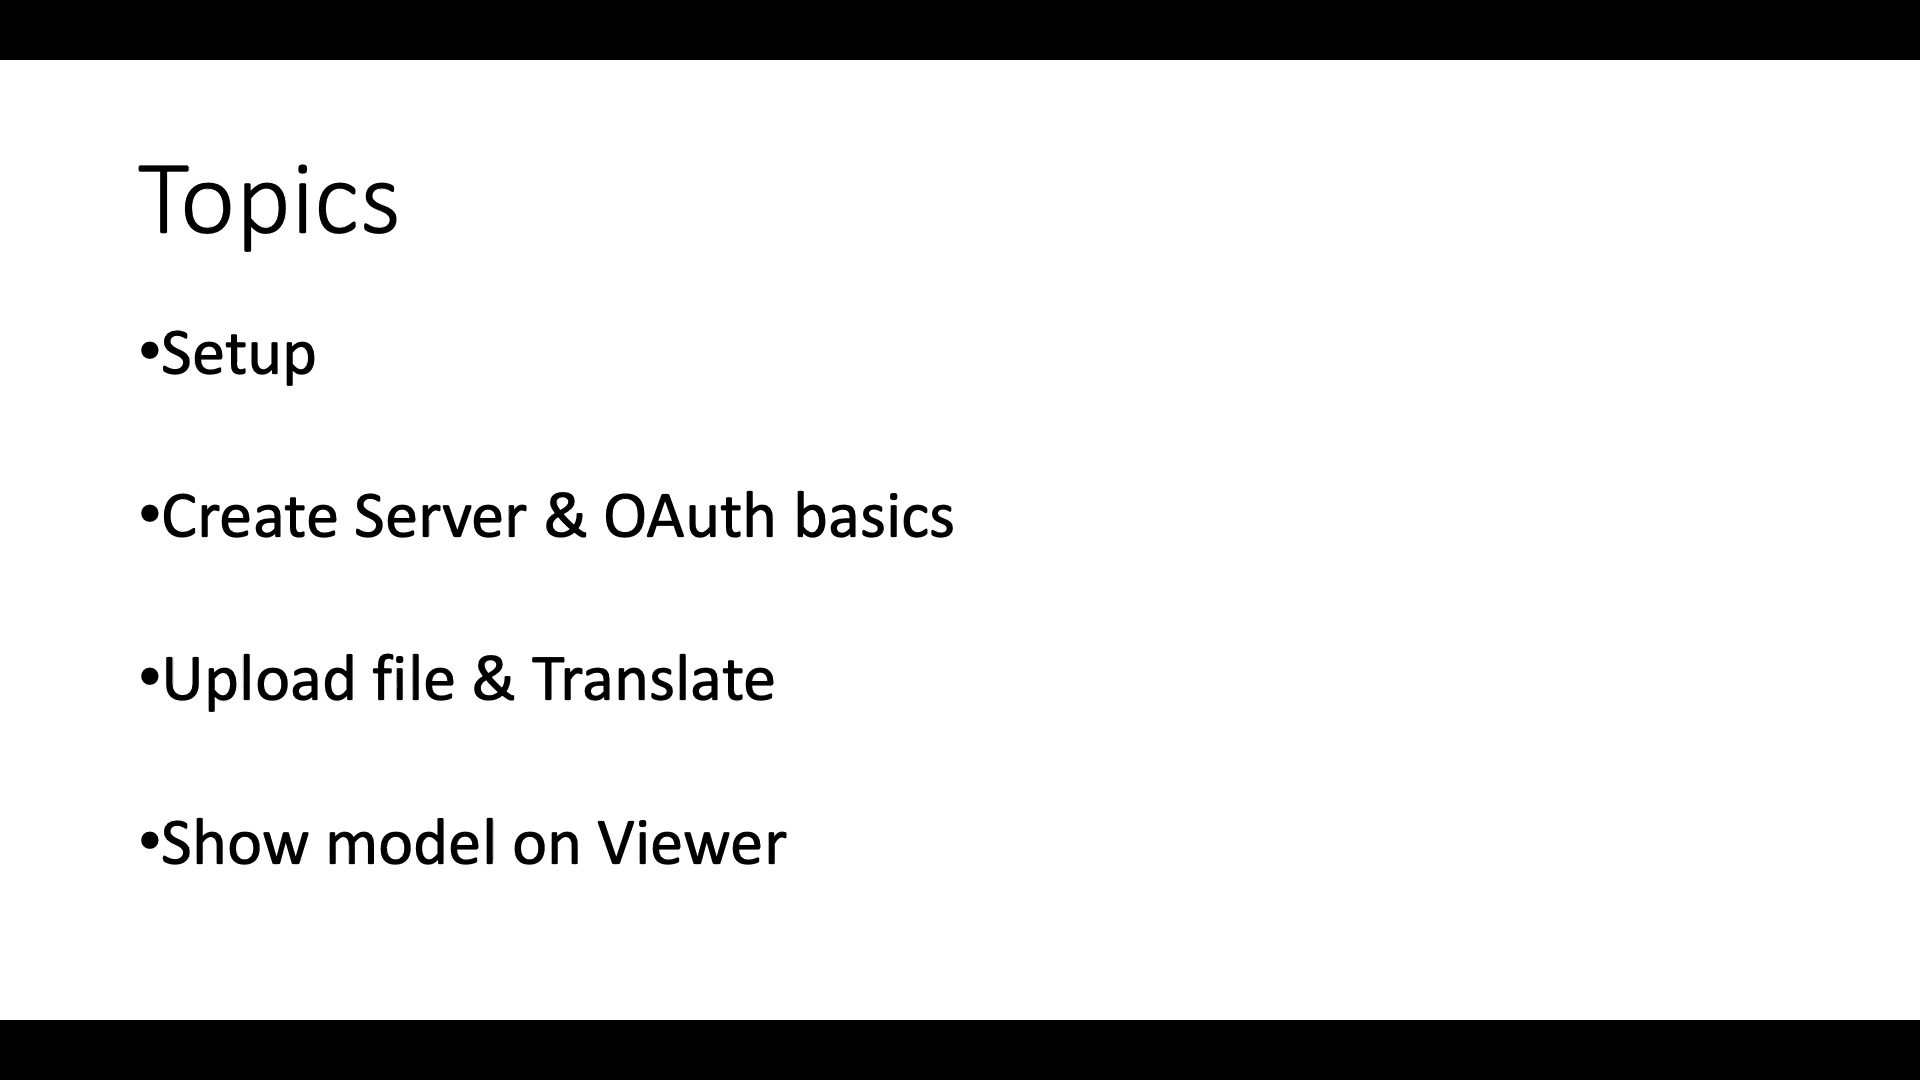 Topics
•Setup
•Create Server & OAuth basics
•Upload file & Translate
•Show model on Viewer